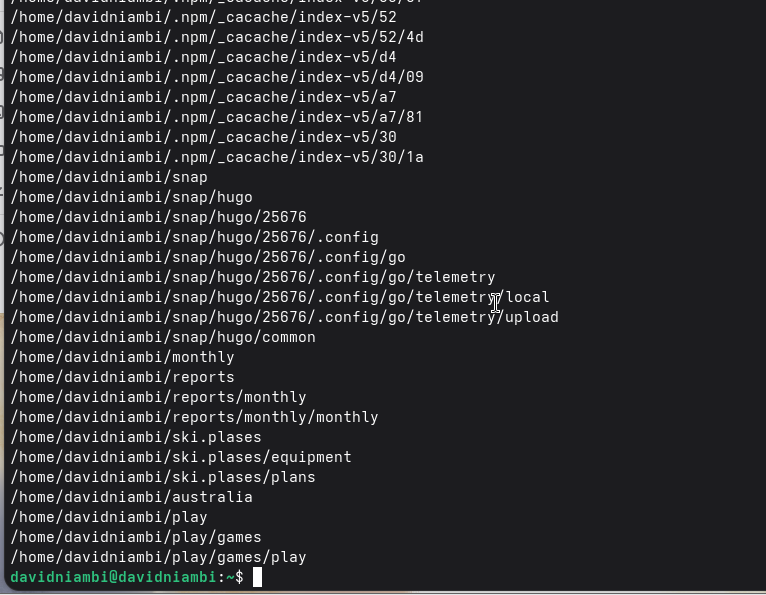 /home/davidniambi/.npm/_cacache/index-v5/52
/home/davidniambi/.npm/_cacache/index-v5/52/4d
/home/davidniambi/.npm/_cacache/index-v5/d4
/home/davidniambi/.npm/_cacache/index-v5/d4/09
/home/davidniambi/.npm/_cacache/index-v5/a7
/home/davidniambi/.npm/_cacache/index-v5/a7/81
/home/davidniambi/.npm/_cacache/index-v5/30
/home/davidniambi/.npm/_cacache/index-v5/30/1a
/home/davidniambi/snap
/home/davidniambi/snap/hugo
/home/davidniambi/snap/hugo/25676
/home/davidniambi/snap/hugo/25676/.config
/home/davidniambi/snap/hugo/25676/.config/go
/home/davidniambi/snap/hugo/25676/.config/go/telemetry
/home/davidniambi/snap/hugo/25676/.config/go/telemetry/local
/home/davidniambi/snap/hugo/25676/.config/go/telemetry/upload
/home/davidniambi/snap/hugo/common
/home/davidniambi/monthly
/home/davidniambi/reports
/home/davidniambi/reports/monthly
/home/davidniambi/reports/monthly/monthly
/home/davidniambi/ski.plases
/home/davidniambi/ski.plases/equipment
/home/davidniambi/ski.plases/plans
/home/davidniambi/australia
/home/davidniambi/play
/home/davidniambi/play/games
/home/davidniambi/play/games/play
davidniambi@davidniambi:~$